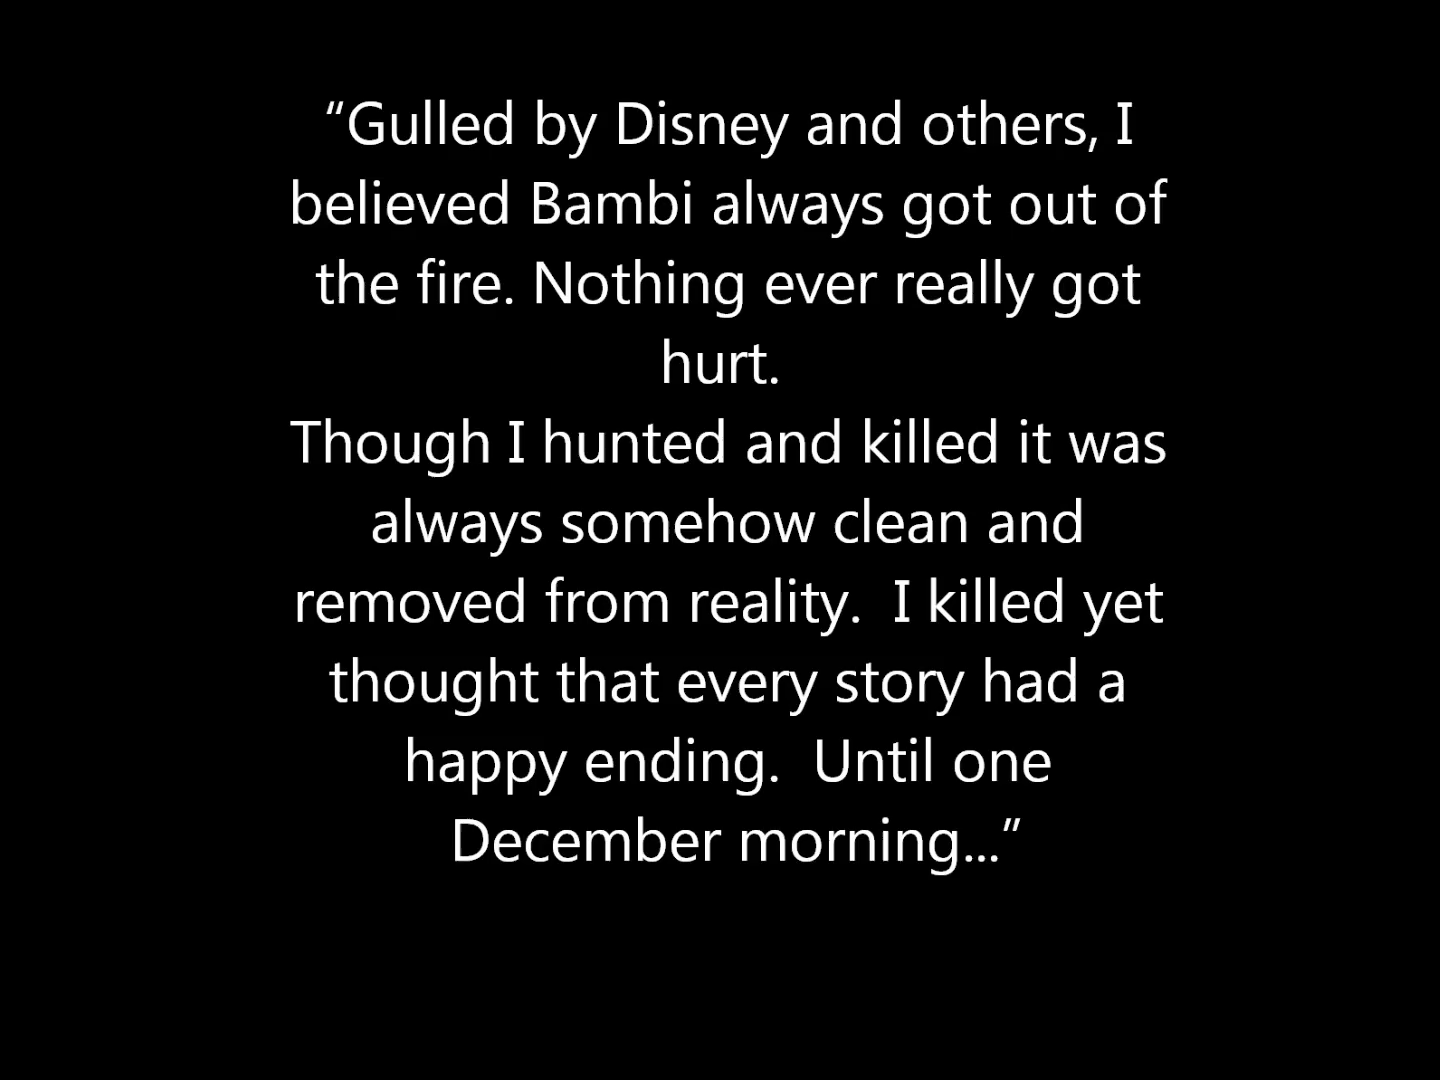 “Gulled by Disney and others, I
believed Bambi always got out of
the fire. Nothing ever really got
hurt.
Though I hunted and killed it was
always somehow clean and
removed from reality.  I killed yet
thought that every story had a
happy ending.  Until one
December morning...”